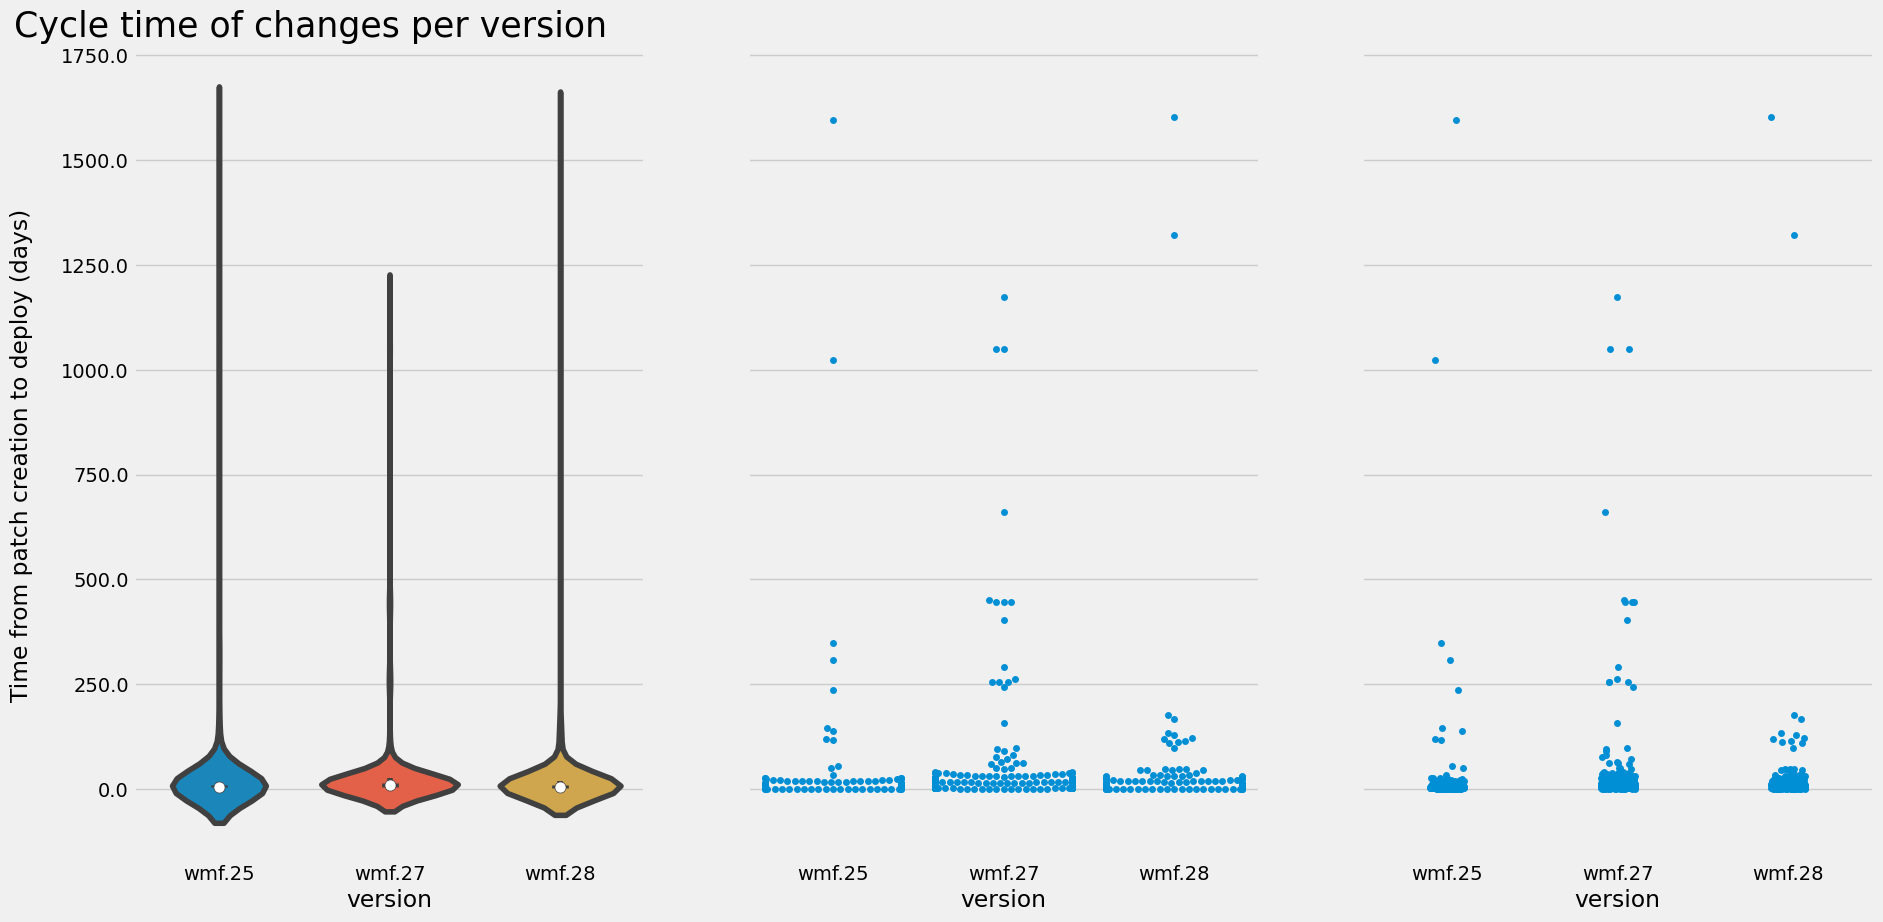 Cycle time of changes per version
Time from patch creation to deploy (days)
1750.0
1500.0
1250.0
1000.0
750.0
500.0
250.0
0.0
wmf.25 wmf.27 wmf.28
version
wmf.25 wmf.27 wmf.28
version
wmf.25 wmf.27 wmf.28
version